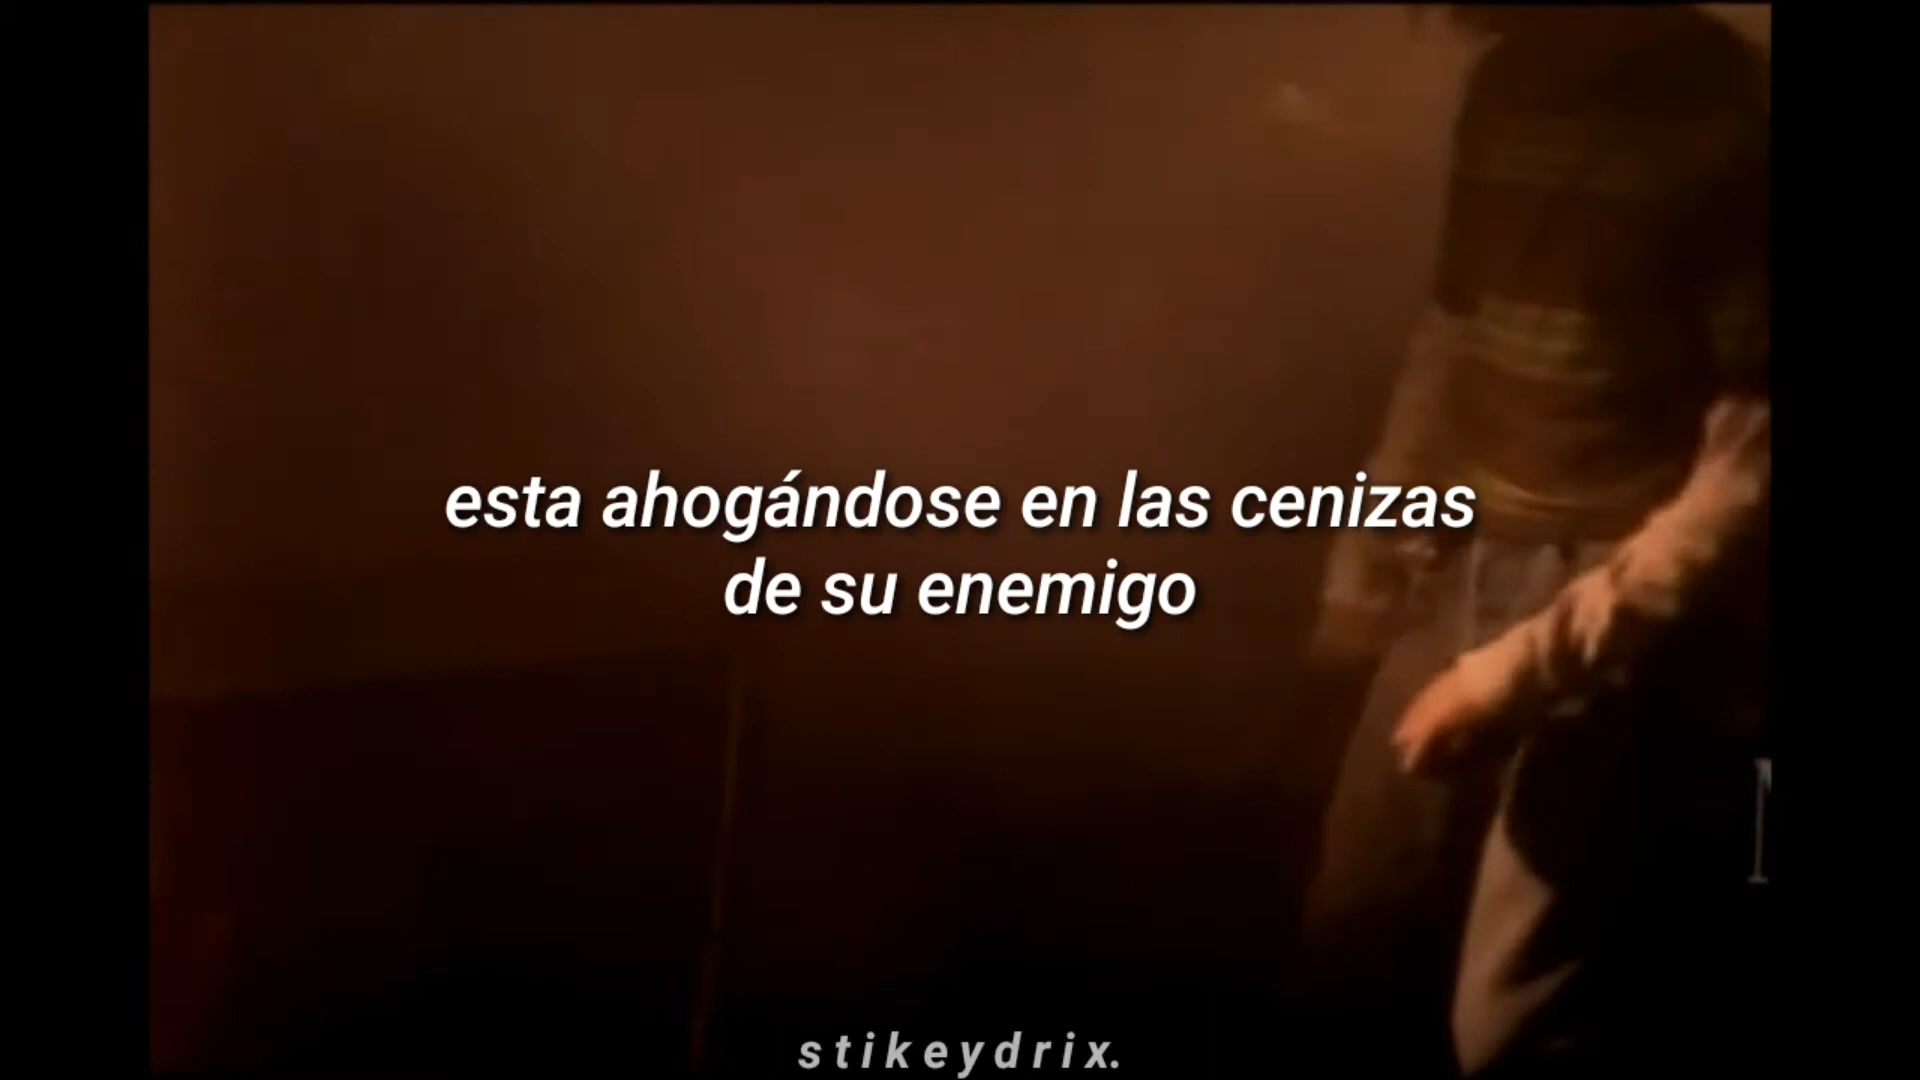 esta ahogándose en las cenizas
de su enemigo
stikeydrix.